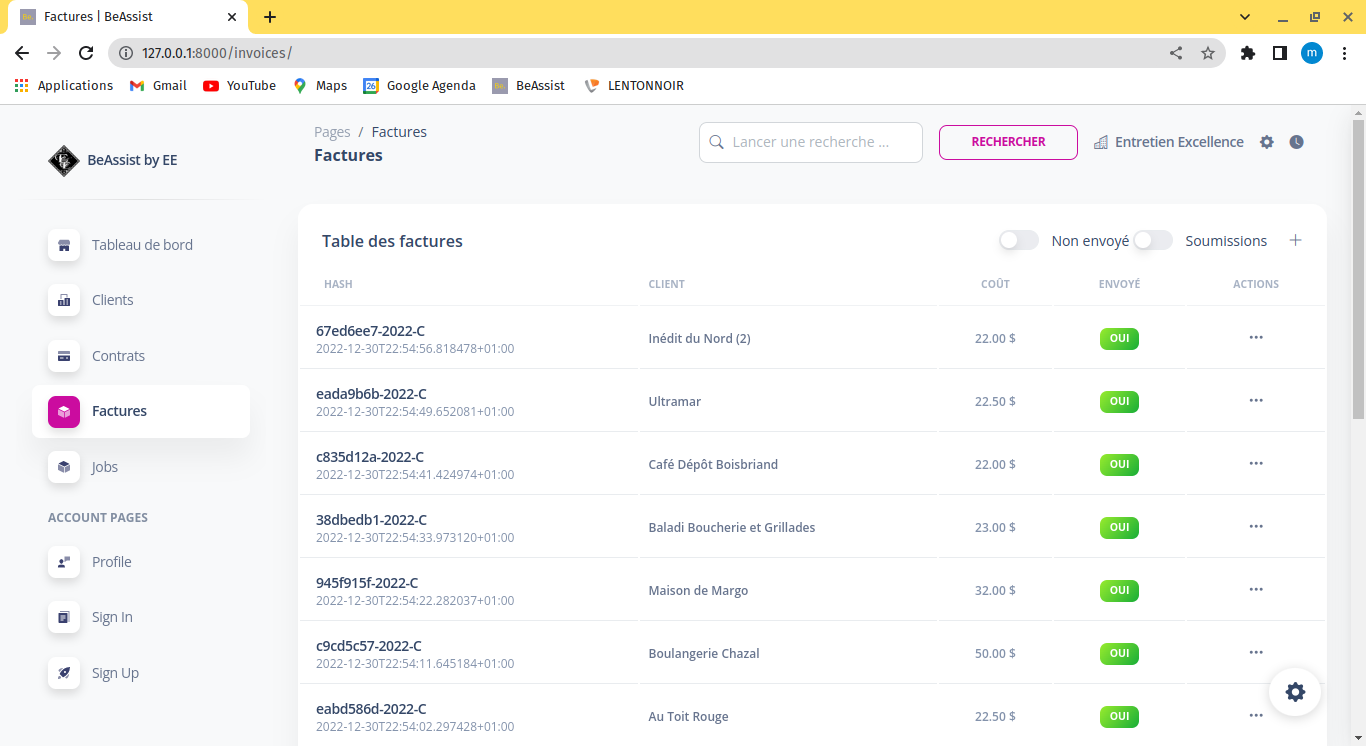 Factures | BeAssist
127.0.0.1:8000/invoices/
m
Applications
Gmail
YouTube
Maps
26
Google Agenda
Be.
BeAssist
LENTONNOIR
BeAssist by EE
Pages / Factures
Factures
Lancer une recherche ...
RECHERCHER
Entretien Excellence
Tableau de bord
Clients
Contrats
Factures
Jobs
ACCOUNT PAGES
Profile
Sign In
Sign Up
Table des factures
Non envoyé
Soumissions
HASH CLIENT COÛT ENVOYÉ ACTIONS
67ed6ee7-2022-C
2022-12-30T22:54:56.818478+01:00
Inédit du Nord (2) 22.00 $ OUI
eada9b6b-2022-C
2022-12-30T22:54:49.652081+01:00
Ultramar 22.50 $ OUI
c835d12a-2022-C
2022-12-30T22:54:41.424974+01:00
Café Dépôt Boisbriand 22.00 $ OUI
38dbedb1-2022-C
2022-12-30T22:54:33.973120+01:00
Baladi Boucherie et Grillades 23.00 $ OUI
945f915f-2022-C
2022-12-30T22:54:22.282037+01:00
Maison de Margo 32.00 $ OUI
c9cd5c57-2022-C
2022-12-30T22:54:11.645184+01:00
Boulangerie Chazal 50.00 $ OUI
eabd586d-2022-C
2022-12-30T22:54:02.297428+01:00
Au Toit Rouge 22.50 $ OUI